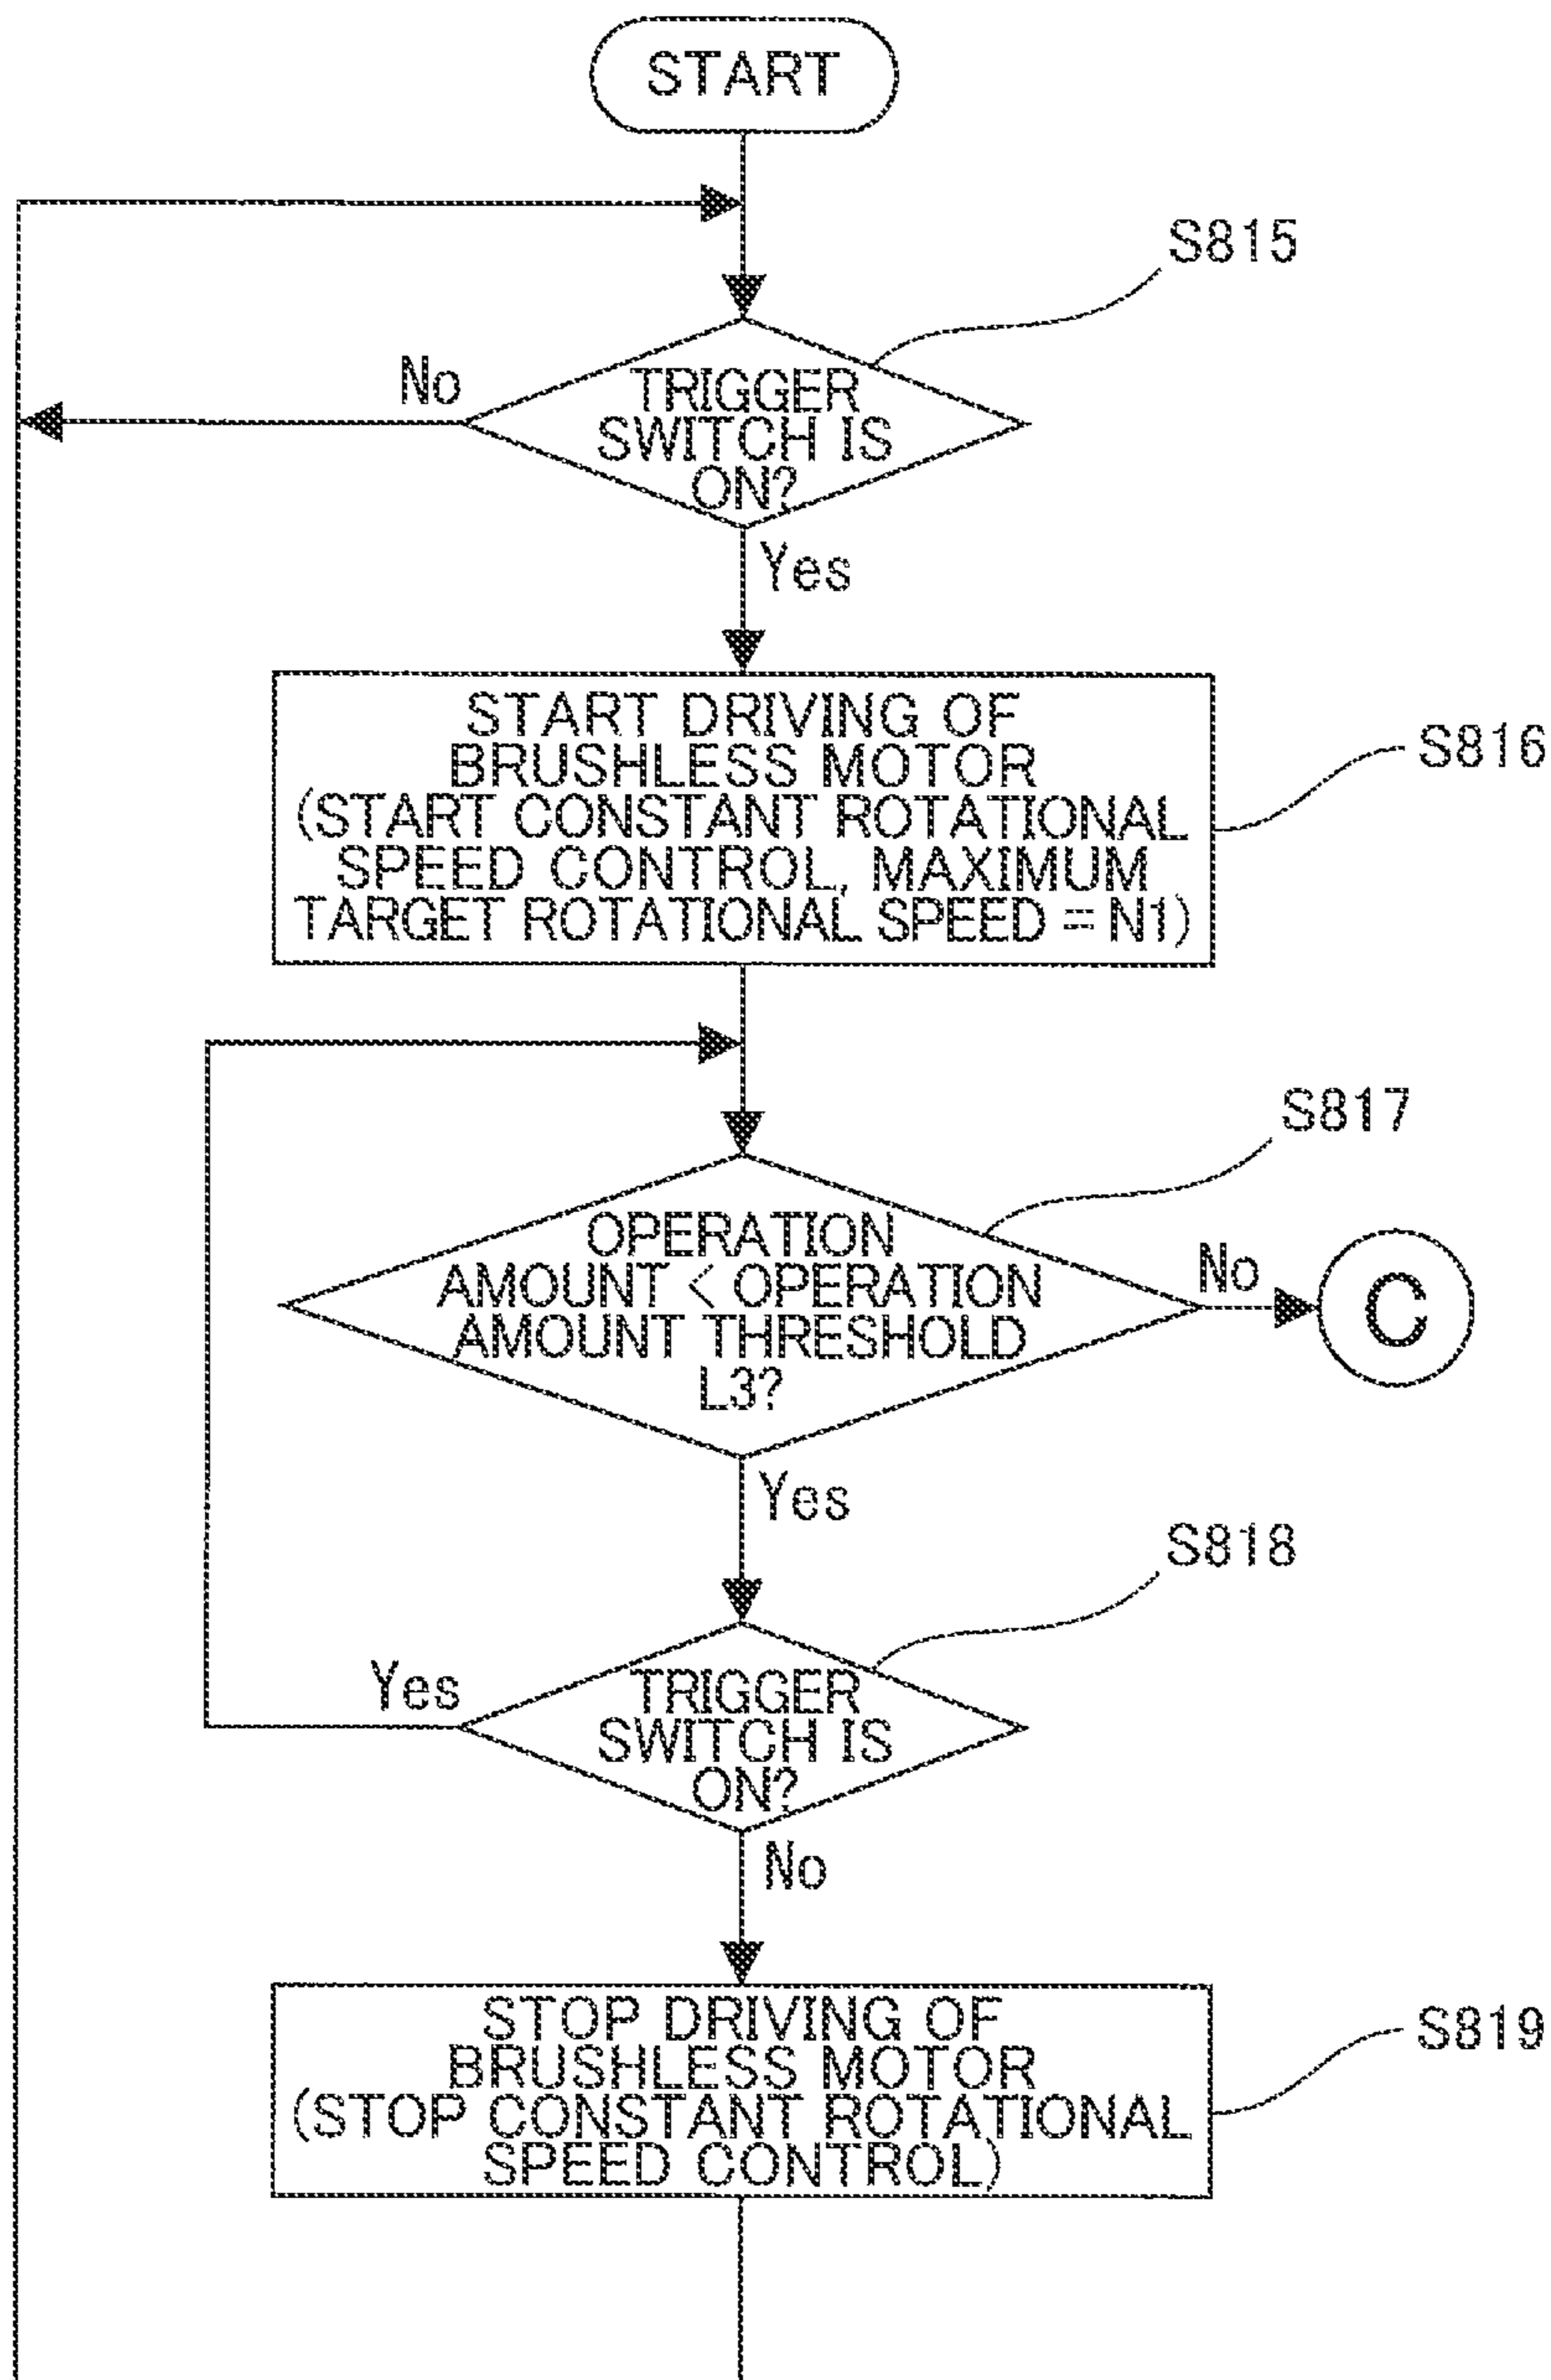 START
S815
No
TRIGGER
SWITCH IS
ON?
Yes
START DRIVING OF
BRUSHLESS MOTOR
(START CONSTANT ROTATIONAL
SPEED CONTROL, MAXIMUM
TARGET ROTATIONAL SPEED = N1)
S816
S817
OPERATION
AMOUNT < OPERATION
AMOUNT THRESHOLD
L3?
No
C
Yes
S818
Yes
TRIGGER
SWITCH IS
ON?
No
STOP DRIVING OF
BRUSHLESS MOTOR
(STOP CONSTANT ROTATIONAL
SPEED CONTROL)
S819